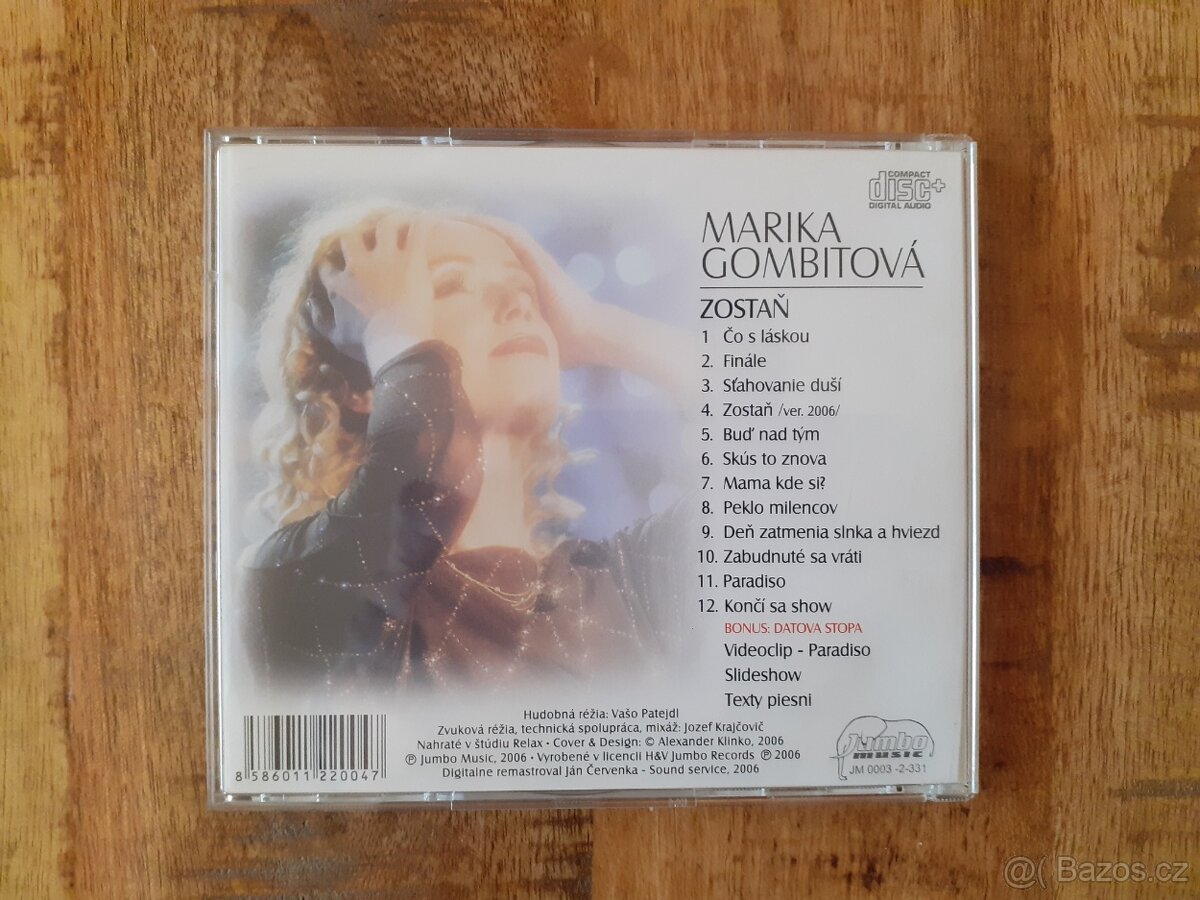 COMPACT
disc+
DIGITAL AUDIO
MARIKA
GOMBITOVÁ
ZOSTAŇ
1 Čo s láskou
2. Finále
3. Sťahovanie duší
4. Zostaň /ver. 2006/
5. Buď nad tým
6. Skús to znova
7. Mama kde si?
8. Peklo milencov
9. Deň zatmenia slnka a hviezd
10. Zabudnuté sa vráti
11. Paradiso
12. Končí sa show
BONUS: DATOVA STOPA
Videoclip - Paradiso
Slideshow
Texty piesni
Hudobná réžia: Vašo Patejdl
Zvuková réžia, technická spolupráca, mixáž: Jozef Krajčovič
Nahraté v štúdiu Relax • Cover & Design: © Alexander Klinko, 2006
℗ Jumbo Music, 2006 • Vyrobené v licencii H&V Jumbo Records ℗ 2006
Digitalne remastroval Ján Červenka - Sound service, 2006
8 586011 220047
Jumbo
MUSIC
JM 0003 -2-331
@( Bazos.cz